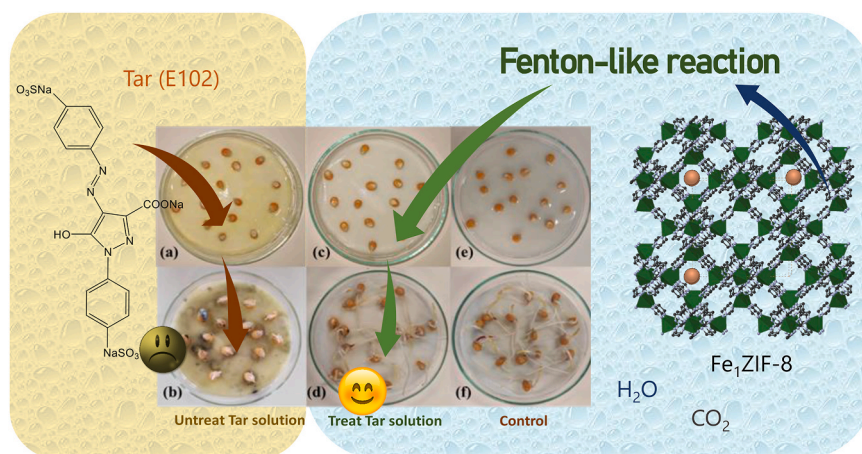 Tar (E102)
Fenton-like reaction
O₃SNa
N
N
COONa
HO
N
N
NaSO₃
(a)
(c)
(e)
(b)
(d)
(f)
Untreat Tar solution
Treat Tar solution
Control
Fe₁ZIF-8
H₂O
CO₂